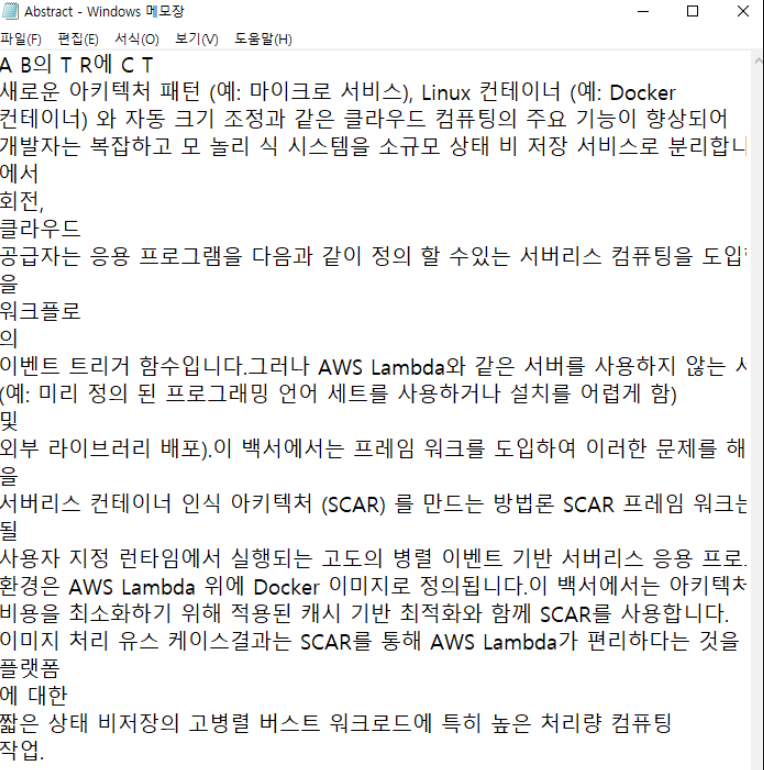 Abstract - Windows 메모장
파일(F) 편집(E) 서식(O) 보기(V) 도움말(H)
A B의 T R에 C T
새로운 아키텍처 패턴 (예: 마이크로 서비스), Linux 컨테이너 (예: Docker
컨테이너) 와 자동 크기 조정과 같은 클라우드 컴퓨팅의 주요 기능이 향상되어
개발자는 복잡하고 모 놀리 식 시스템을 소규모 상태 비 저장 서비스로 분리합니
에서
회전,
클라우드
공급자는 응용 프로그램을 다음과 같이 정의 할 수있는 서버리스 컴퓨팅을 도입
을
워크플로
의
이벤트 트리거 함수입니다.그러나 AWS Lambda와 같은 서버를 사용하지 않는
(예: 미리 정의 된 프로그래밍 언어 세트를 사용하거나 설치를 어렵게 함)
및
외부 라이브러리 배포).이 백서에서는 프레임 워크를 도입하여 이러한 문제를 해
을
서버리스 컨테이너 인식 아키텍처 (SCAR) 를 만드는 방법론 SCAR 프레임 워크는
될
사용자 지정 런타임에서 실행되는 고도의 병렬 이벤트 기반 서버리스 응용 프로
환경은 AWS Lambda 위에 Docker 이미지로 정의됩니다.이 백서에서는 아키텍처
비용을 최소화하기 위해 적용된 캐시 기반 최적화와 함께 SCAR를 사용합니다.
이미지 처리 유스 케이스결과는 SCAR를 통해 AWS Lambda가 편리하다는 것을
플랫폼
에 대한
짧은 상태 비저장의 고병렬 버스트 워크로드에 특히 높은 처리량 컴퓨팅
작업.